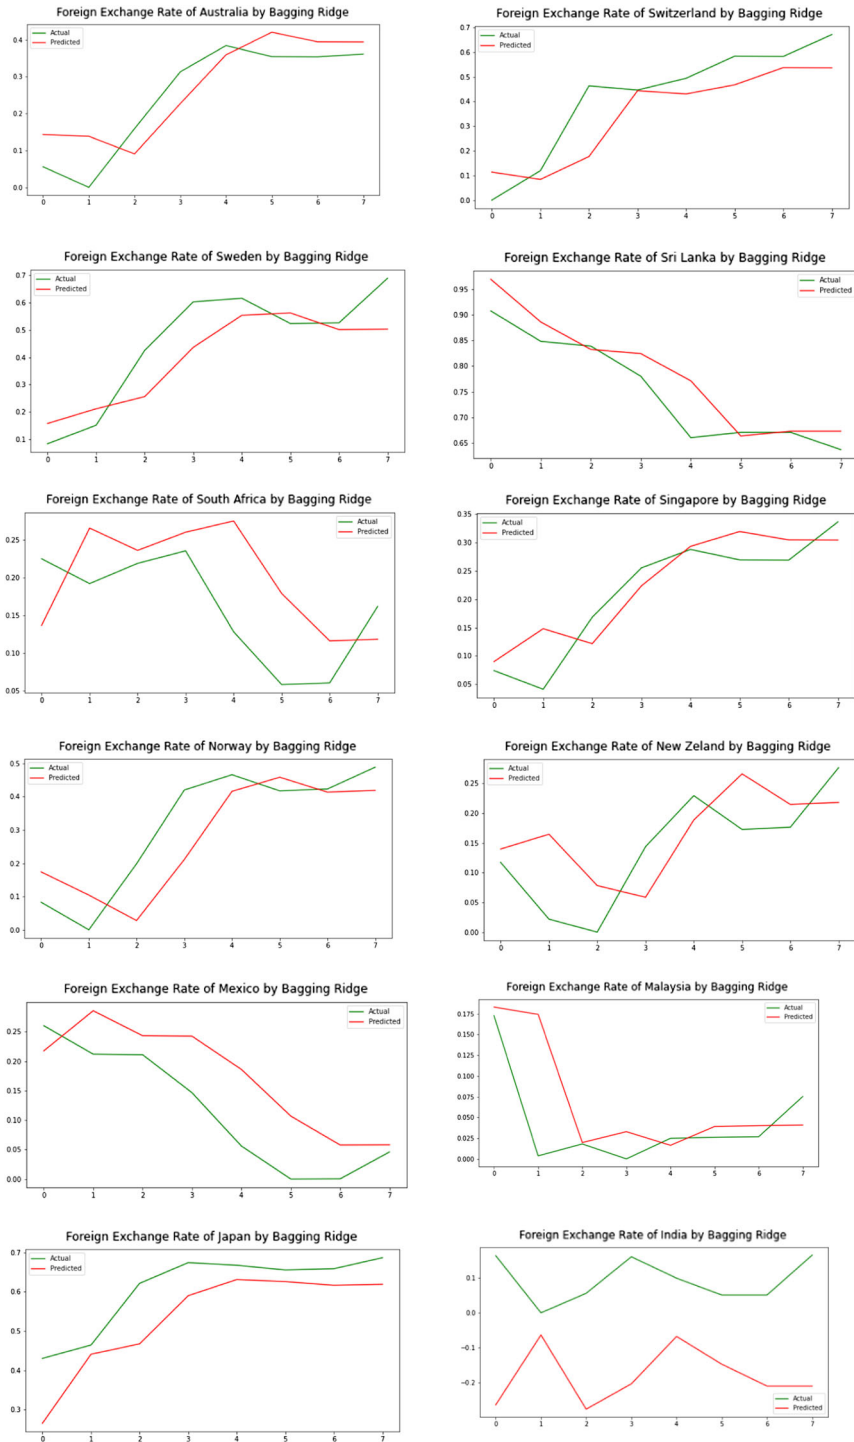 Foreign Exchange Rate of Australia by Bagging Ridge
Actual
Predicted
0.4
0.3
0.2
0.1
0.0
0 1 2 3 4 5 6 7
Foreign Exchange Rate of Switzerland by Bagging Ridge
Actual
Predicted
0.7
0.6
0.5
0.4
0.3
0.2
0.1
0.0
0 1 2 3 4 5 6 7
Foreign Exchange Rate of Sweden by Bagging Ridge
Actual
Predicted
0.7
0.6
0.5
0.4
0.3
0.2
0.1
0 1 2 3 4 5 6 7
Foreign Exchange Rate of Sri Lanka by Bagging Ridge
Actual
Predicted
0.95
0.90
0.85
0.80
0.75
0.70
0.65
0 1 2 3 4 5 6 7
Foreign Exchange Rate of South Africa by Bagging Ridge
Actual
Predicted
0.25
0.20
0.15
0.10
0.05
0 1 2 3 4 5 6 7
Foreign Exchange Rate of Singapore by Bagging Ridge
Actual
Predicted
0.35
0.30
0.25
0.20
0.15
0.10
0.05
0 1 2 3 4 5 6 7
Foreign Exchange Rate of Norway by Bagging Ridge
Actual
Predicted
0.5
0.4
0.3
0.2
0.1
0.0
0 1 2 3 4 5 6 7
Foreign Exchange Rate of New Zeland by Bagging Ridge
Actual
Predicted
0.25
0.20
0.15
0.10
0.05
0.00
0 1 2 3 4 5 6 7
Foreign Exchange Rate of Mexico by Bagging Ridge
Actual
Predicted
0.25
0.20
0.15
0.10
0.05
0.00
0 1 2 3 4 5 6 7
Foreign Exchange Rate of Malaysia by Bagging Ridge
Actual
Predicted
0.175
0.150
0.125
0.100
0.075
0.050
0.025
0.000
0 1 2 3 4 5 6 7
Foreign Exchange Rate of Japan by Bagging Ridge
Actual
Predicted
0.7
0.6
0.5
0.4
0.3
0 1 2 3 4 5 6 7
Foreign Exchange Rate of India by Bagging Ridge
0.1
0.0
−0.1
−0.2
Actual
Predicted
0 1 2 3 4 5 6 7